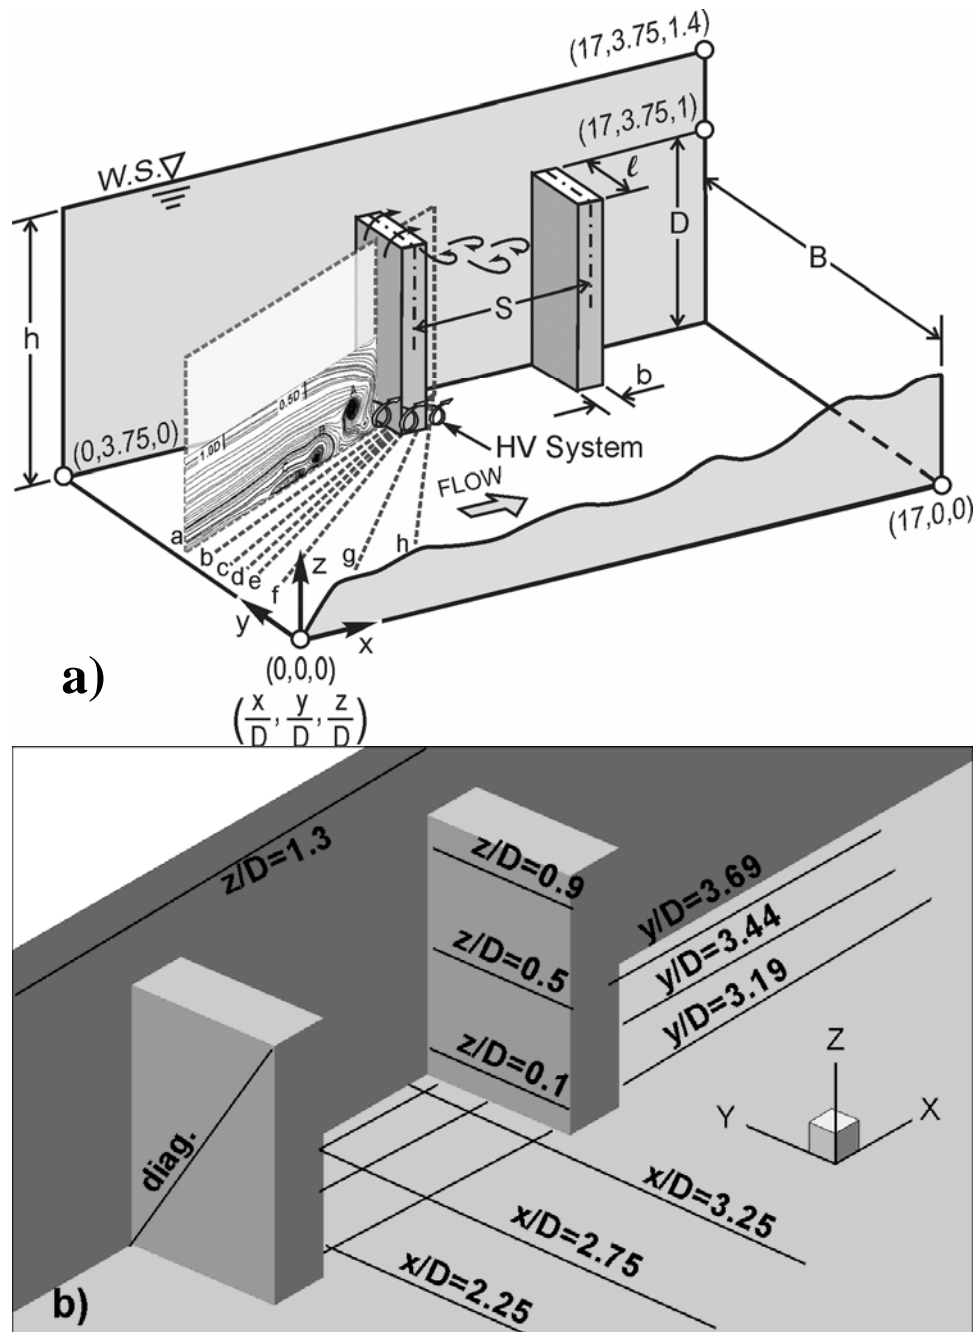 (17,3.75,1.4)
(17,3.75,1)
W.S.
ℓ
D
B
S
h
b
0.5D
1.0D
A
(0,3.75,0)
HV System
FLOW
(17,0,0)
a
b
c
d
e
f
g
h
z
y
x
(0,0,0)
(x/D, y/D, z/D)
a)
z/D=1.3
z/D=0.9
z/D=0.5
z/D=0.1
y/D=3.69
y/D=3.44
y/D=3.19
diag.
Z
Y
X
x/D=3.25
x/D=2.75
x/D=2.25
b)